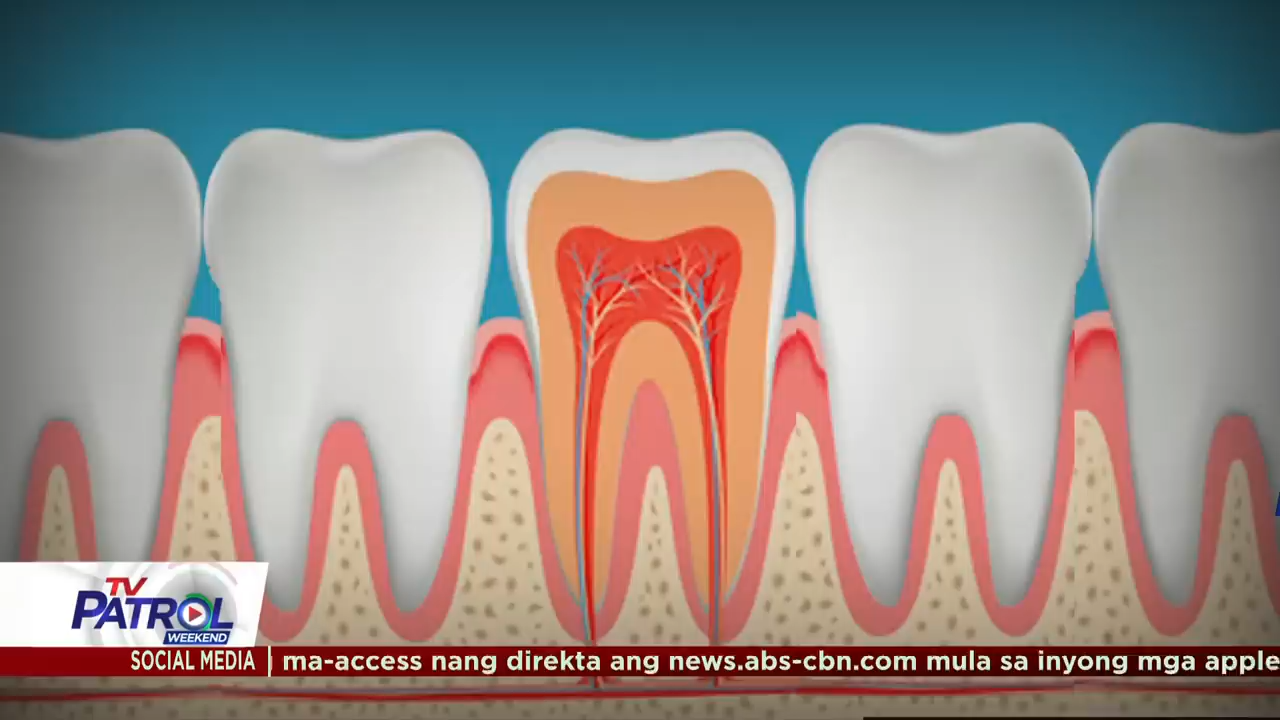 TV
PATROL
WEEKEND
SOCIAL MEDIA | ma-access nang direkta ang news.abs-cbn.com mula sa inyong mga apple